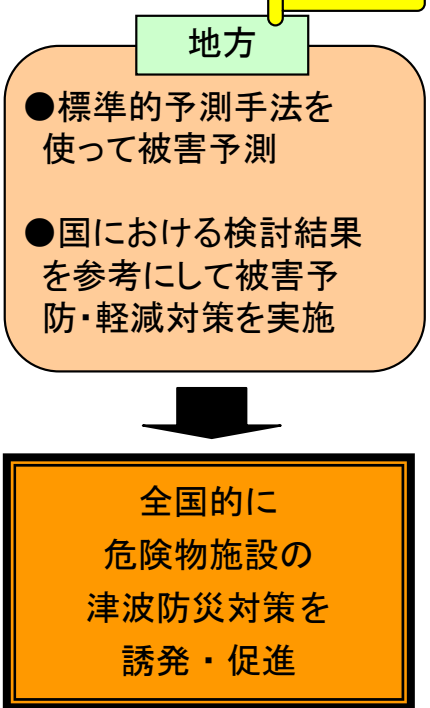 地方
●標準的予測手法を
使って被害予測
●国における検討結果
を参考にして被害予
防・軽減対策を実施
全国的に
危険物施設の
津波防災対策を
誘発・促進